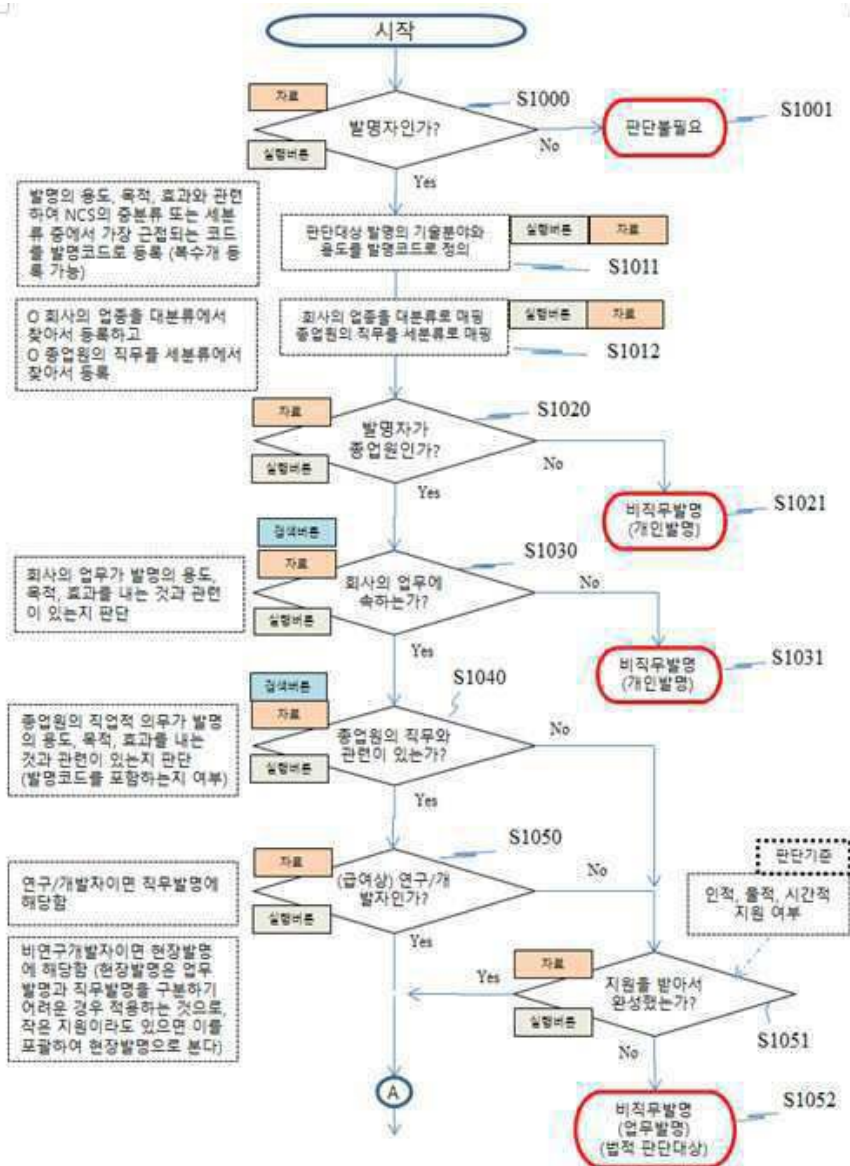 시작
자료
S1000
발명자인가?
실행버튼
No
판단불필요
S1001
Yes
발명의 용도, 목적, 효과와 관련
하여 NCS의 중분류 또는 세분
류 중에서 가장 근접되는 코드
를 발명코드로 등록 (복수개 등
록 가능)
판단대상 발명의 기술분야와
용도를 발명코드로 정의
실행버튼
자료
S1011
O 회사의 업종을 대분류에서
찾아서 등록하고
O 종업원의 직무를 세분류에서
찾아서 등록
회사의 업종을 대분류로 매핑
종업원의 직무를 세분류로 매핑
실행버튼
자료
S1012
자료
S1020
발명자가
종업원인가?
실행버튼
No
Yes
비직무발명
(개인발명)
S1021
검색버튼
자료
S1030
회사의 업무에
속하는가?
실행버튼
No
Yes
회사의 업무가 발명의 용도,
목적, 효과를 내는 것과 관련
이 있는지 판단
비직무발명
(개인발명)
S1031
검색버튼
자료
S1040
종업원의 직무와
관련이 있는가?
실행버튼
No
Yes
종업원의 직업적 의무가 발명
의 용도, 목적, 효과를 내는
것과 관련이 있는지 판단
(발명코드를 포함하는지 여부)
자료
S1050
(급여상) 연구/개
발자인가?
실행버튼
No
Yes
연구/개발자이면 직무발명에
해당함
판단기준
인적, 물적, 시간적
지원 여부
비연구개발자이면 현장발명
에 해당함 (현장발명은 업무
발명과 직무발명을 구분하기
어려운 경우 적용하는 것으로,
작은 지원이라도 있으면 이를
포괄하여 현장발명으로 본다)
Yes
자료
지원을 받아서
완성했는가?
실행버튼
S1051
No
A
비직무발명
(업무발명)
(법적 판단대상)
S1052